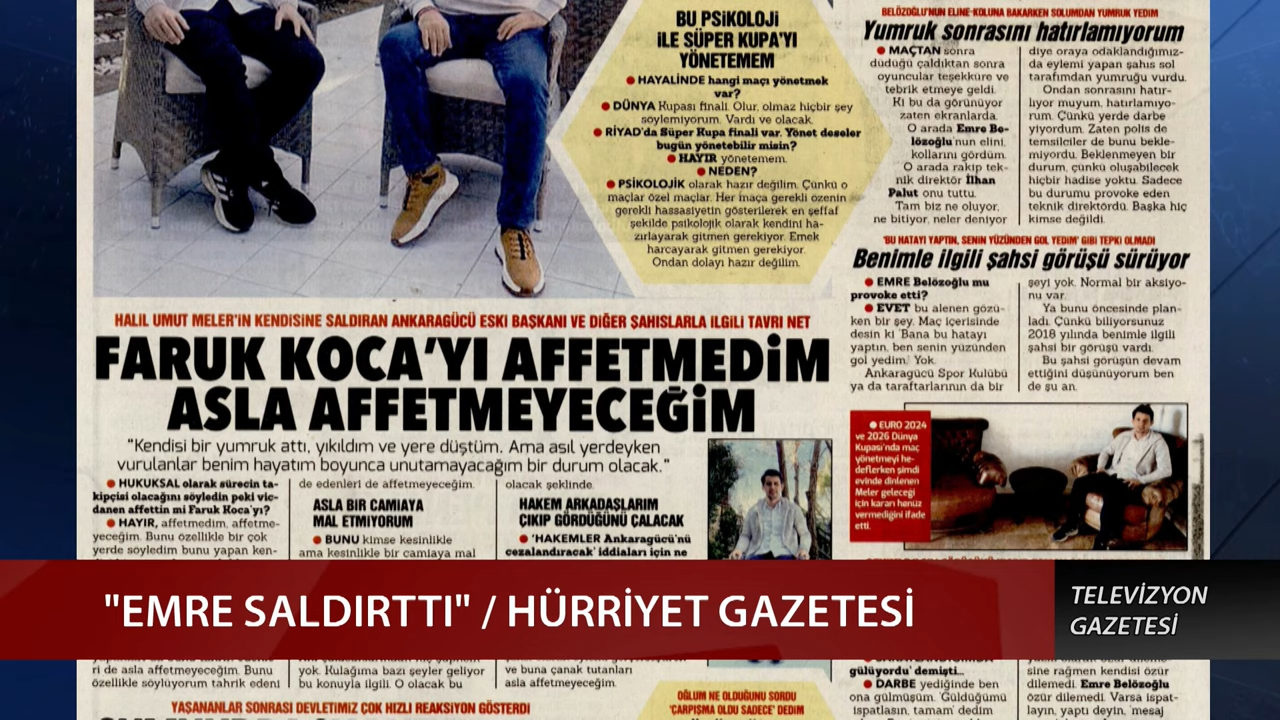 BU PSİKOLOJİ
İLE SÜPER KUPA'YI
YÖNETEMEM
● HAYALİNDE hangi maçı yönetmek
var?
● DÜNYA Kupası finali. Olur, olmaz hiçbir şey
söylemiyorum. Vardı ve olacak.
● RİYAD'da Süper Kupa finali var. Yönet deseler
bugün yönetebilir misin?
● HAYIR yönetemem.
● NEDEN?
● PSİKOLOJİK olarak hazır değilim. Çünkü o
maçlar özel maçlar. Her maça gerekli özenin
gerekli hassasiyetin gösterilerek en şeffaf
şekilde psikolojik olarak kendini ha-
zırlayarak gitmen gerekiyor. Emek
harcayarak gitmen gerekiyor.
Ondan dolayı hazır değilim.
BELÖZOĞLU'NUN ELİNE-KOLUNA BAKARKEN SOLUMDAN YUMRUK YEDİM
Yumruk sonrasını hatırlamıyorum
● MAÇTAN sonra
düdüğü çaldıktan sonra
oyuncular teşekkür ve
tebrik etmeye geldi.
Ki bu da görünüyor
zaten ekranlarda.
O arada Emre Be-
lözoğlu'nun elini,
kollarını gördüm.
O arada rakip tek-
nik direktör İlhan
Palut onu tuttu.
Tam biz ne oluyor,
ne bitiyor, neler deniyor
diye oraya odaklandığımız-
da eylemi yapan şahıs sol
tarafımdan yumruğu vurdu.
Ondan sonrasını hatır-
lıyor muyum, hatırlamıyo-
rum. Çünkü yerde darbe
yiyordum. Zaten polis de
temsilciler de bunu bekle-
miyordu. Beklenmeyen bir
durum, çünkü oluşabilecek
hiçbir hadise yoktu. Sadece
bu durumu provoke eden
teknik direktördü. Başka hiç
kimse değildi.
'BU HATAYI YAPTIN, SENİN YÜZÜNDEN GOL YEDİM' GİBİ TEPKİ OLMADI
Benimle ilgili şahsi görüşü sürüyor
● EMRE Belözoğlu mu
provoke etti?
● EVET bu alenen gözü-
ken bir şey. Maç içerisinde
desin ki 'Bana bu hatayı
yaptın, ben senin yüzünden
gol yedim.' Yok.
Ankaragücü Spor Kulübü
ya da taraftarlarının da bir
şeyi yok. Normal bir aksiyo-
nu var.
Ya bunu öncesinde plan-
ladı. Çünkü biliyorsunuz
2018 yılında benimle ilgili
şahsi bir görüşü vardı.
Bu şahsi görüşün devam
ettiğini düşünüyorum ben
de şu an.
HALİL UMUT MELER'İN KENDİSİNE SALDIRAN ANKARAGÜCÜ ESKİ BAŞKANI VE DİĞER ŞAHISLARLA İLGİLİ TAVRI NET
FARUK KOCA'YI AFFETMEDİM
ASLA AFFETMEYECEĞİM
"Kendisi bir yumruk attı, yıkıldım ve yere düştüm. Ama asıl yerdeyken
vurulanlar benim hayatım boyunca unutamayacağım bir durum olacak."
● HUKUKSAL olarak sürecin ta-
kipçisi olacağını söyledin peki vic-
danen affettin mi Faruk Koca'yı?
● HAYIR, affetmedim, affetme-
yeceğim. Bunu özellikle bir çok
yerde söyledim bunu yapan ken-
de edenleri de affetmeyeceğim.
ASLA BİR CAMİAYA
MAL ETMIYORUM
● BUNU kimse kesinlikle
ama kesinlikle bir camiaya mal
olacak şeklinde.
HAKEM ARKADAŞLARIM
ÇIKIP GÖRDÜĞÜNÜ ÇALACAK
● 'HAKEMLER Ankaragücü'nü
cezalandıracak' iddiaları için ne
● EURO 2024
ve 2026 Dünya
Kupası'nda maç
yönetmeyi he-
deflerken şimdi
evinde dinlenen
Meler geleceği
için kararı henüz
vermediğini ifade
etti.
"EMRE SALDIRTTI" / HÜRRİYET GAZETESİ
TELEVİZYON
GAZETESİ
ri de asla affetmeyeceğim. Bunu
özellikle söylüyorum tahrik edeni
yok. Kulağıma bazı şeyler geliyor
bu konuyla ilgili. O olacak bu
ve buna çanak tutanları
asla affetmeyeceğim.
YAŞANANLAR SONRASI DEVLETİMİZ ÇOK HIZLI REAKSİYON GÖSTERDİ
OĞLUM NE OLDUĞUNU SORDU
'ÇARPIŞMA OLDU SADECE' DEDİM
gülüyordu' demişti...
● DARBE yediğinde ben
ona gülmüşüm. 'Güldüğümü
ispatlasın, tamam' dedim
sine rağmen kendisi özür
dilemedi. Emre Belözoğlu
özür dilemedi. Varsa ispat-
layın, yapti deyin, 'mesaj